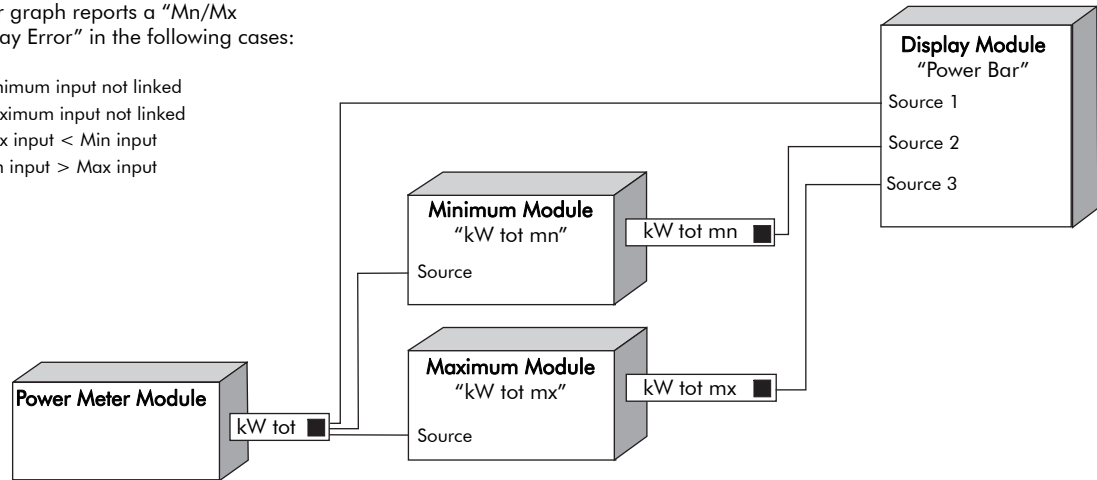 r graph reports a “Mn/Mx
ay Error” in the following cases:
nimum input not linked
ximum input not linked
x input < Min input
n input > Max input
Display Module
“Power Bar”
Source 1
Source 2
Source 3
Minimum Module
“kW tot mn”
Source
kW tot mn
Maximum Module
“kW tot mx”
Source
kW tot mx
Power Meter Module
kW tot